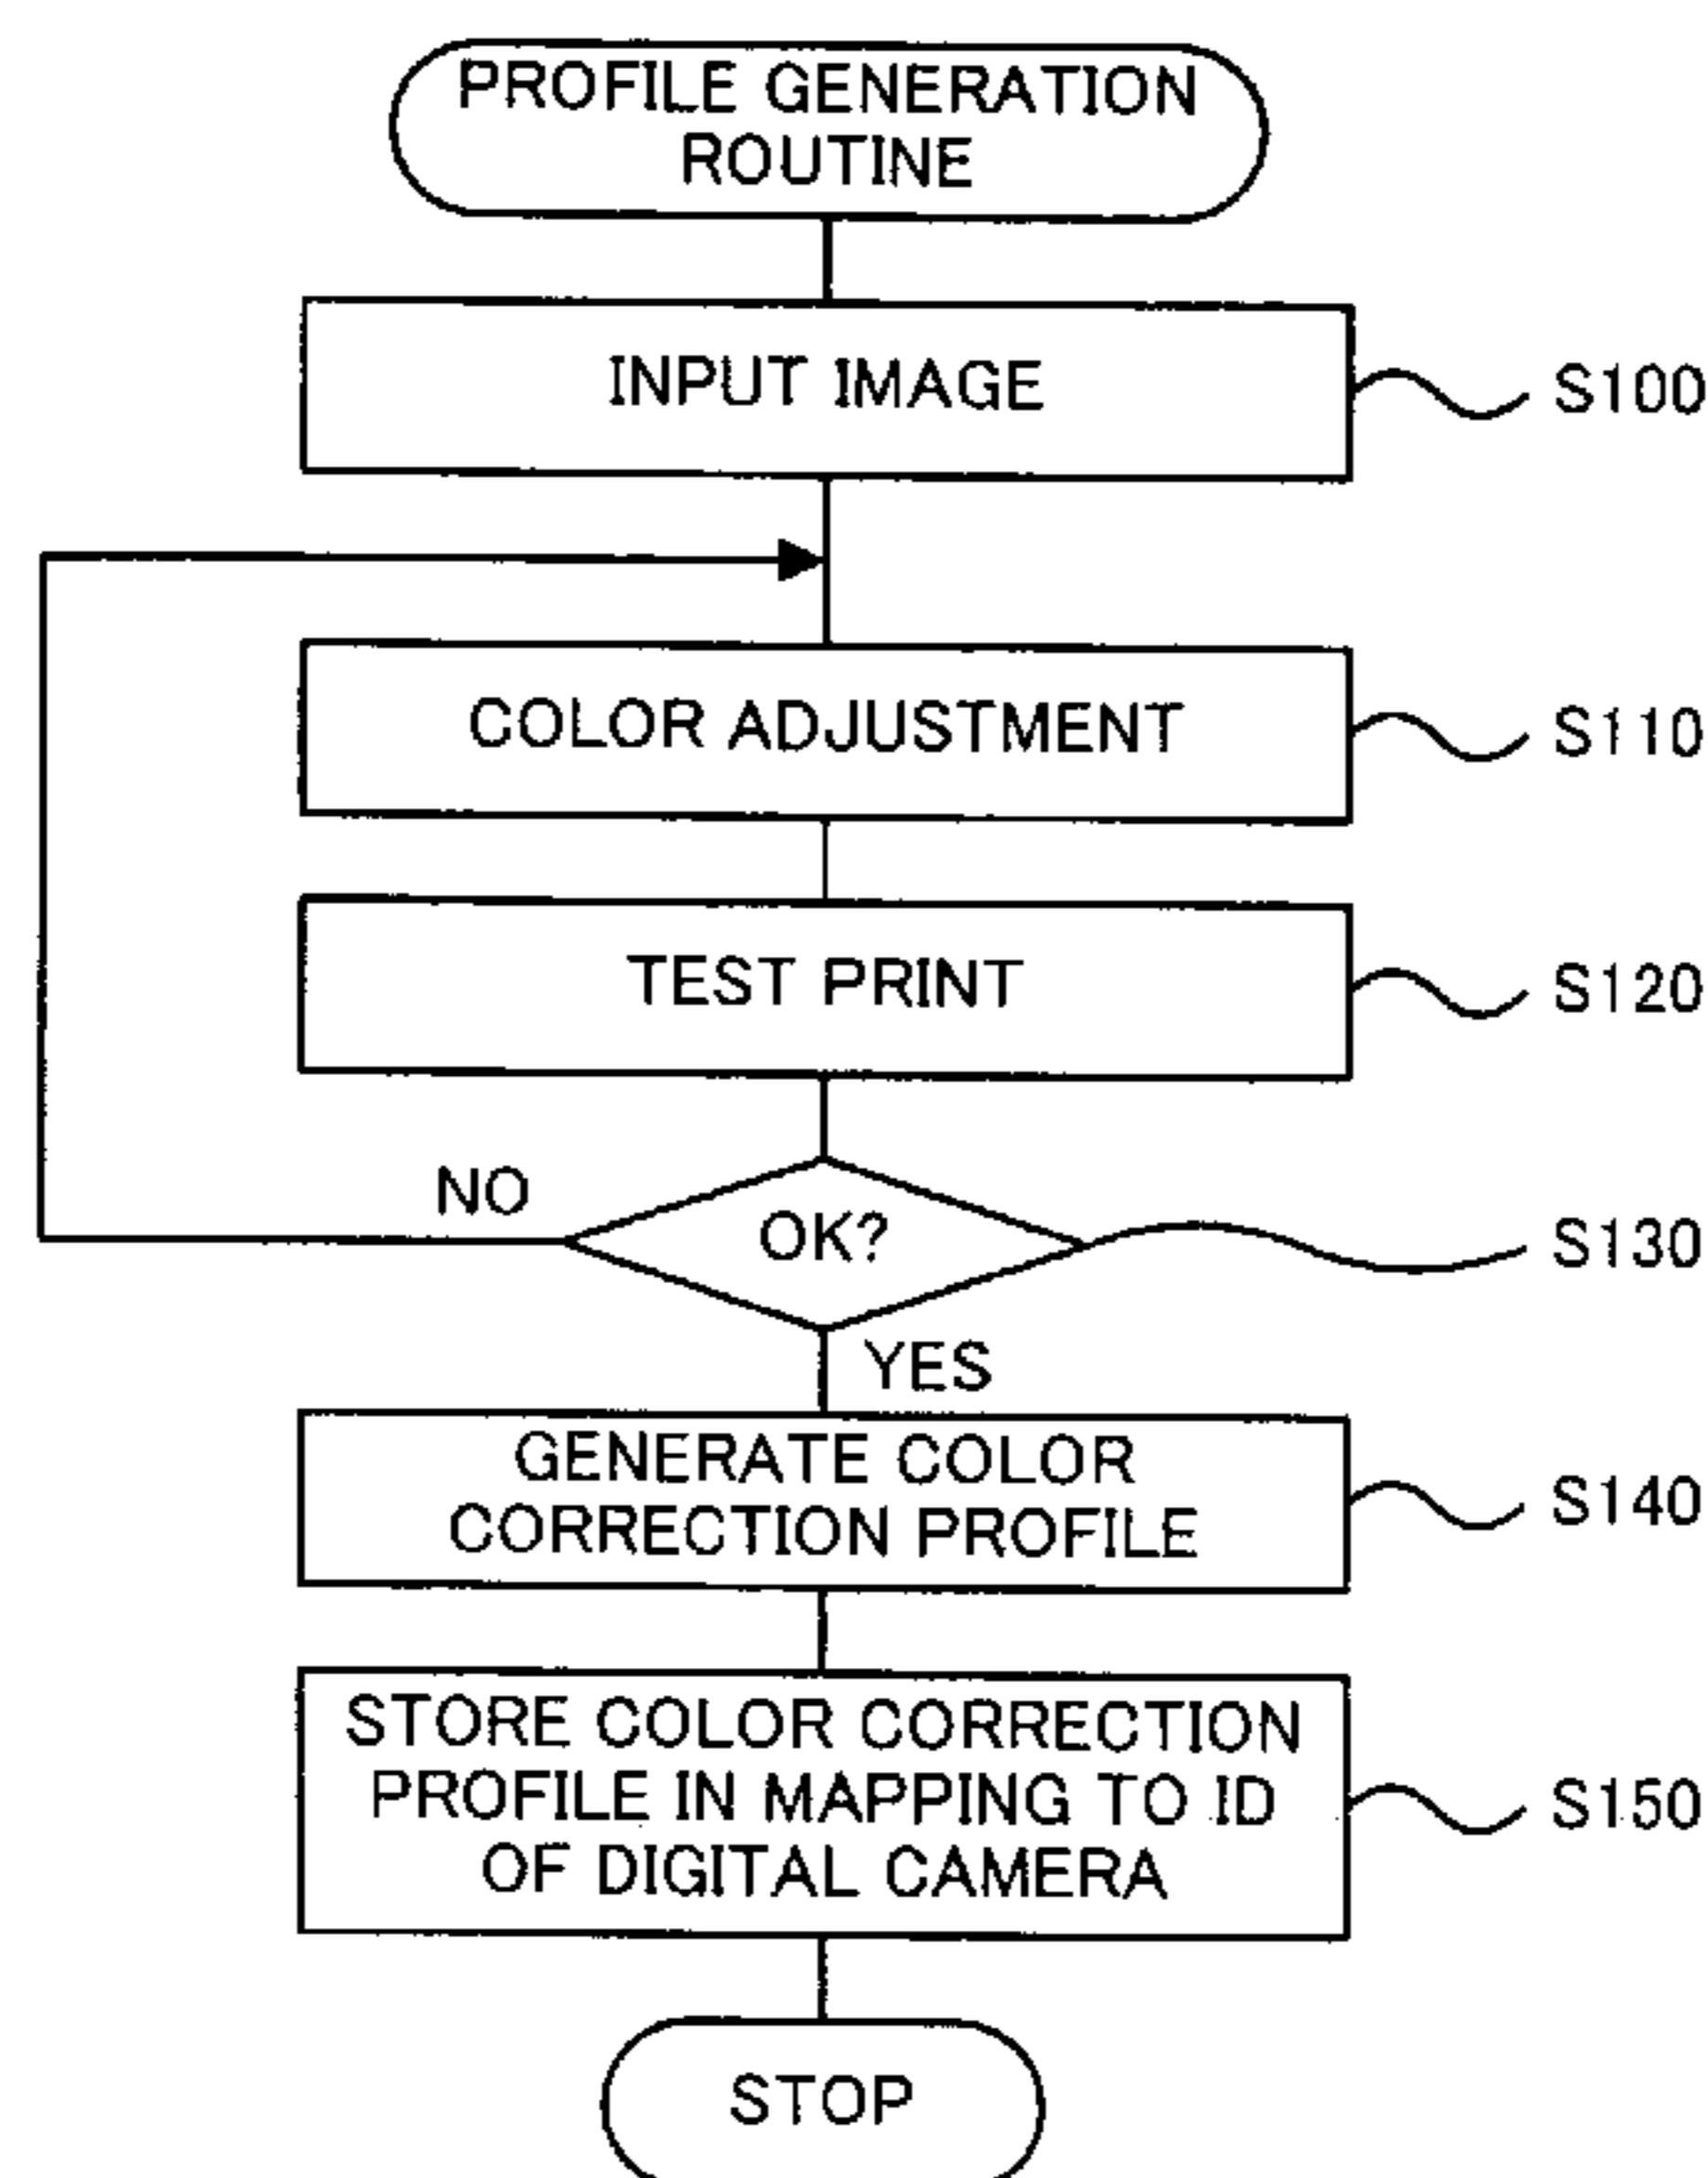 PROFILE GENERATION
ROUTINE
INPUT IMAGE
S100
COLOR ADJUSTMENT
S110
TEST PRINT
S120
NO
OK?
S130
YES
GENERATE COLOR
CORRECTION PROFILE
S140
STORE COLOR CORRECTION
PROFILE IN MAPPING TO ID
OF DIGITAL CAMERA
S150
STOP